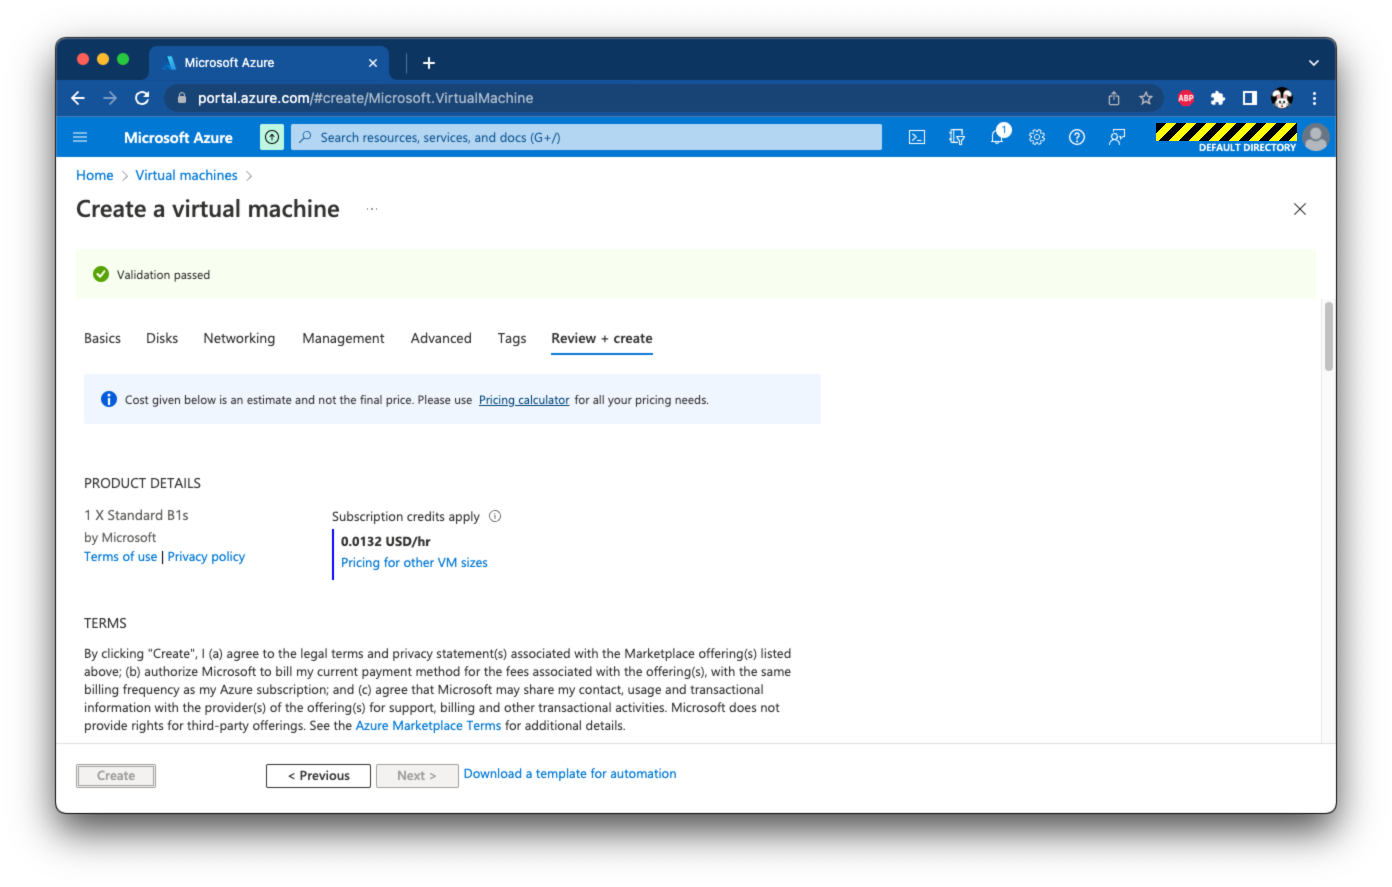 Microsoft Azure
portal.azure.com/#create/Microsoft.VirtualMachine
ABP
Microsoft Azure
Search resources, services, and docs (G+/)
1
DEFAULT DIRECTORY
Home > Virtual machines >
Create a virtual machine ...
Validation passed
Basics Disks Networking Management Advanced Tags Review + create
Cost given below is an estimate and not the final price. Please use Pricing calculator for all your pricing needs.
PRODUCT DETAILS
1 X Standard B1s
by Microsoft
Terms of use | Privacy policy
Subscription credits apply
0.0132 USD/hr
Pricing for other VM sizes
TERMS
By clicking "Create", I (a) agree to the legal terms and privacy statement(s) associated with the Marketplace offering(s) listed
above; (b) authorize Microsoft to bill my current payment method for the fees associated with the offering(s), with the same
billing frequency as my Azure subscription; and (c) agree that Microsoft may share my contact, usage and transactional
information with the provider(s) of the offering(s) for support, billing and other transactional activities. Microsoft does not
provide rights for third-party offerings. See the Azure Marketplace Terms for additional details.
Create
< Previous
Next >
Download a template for automation